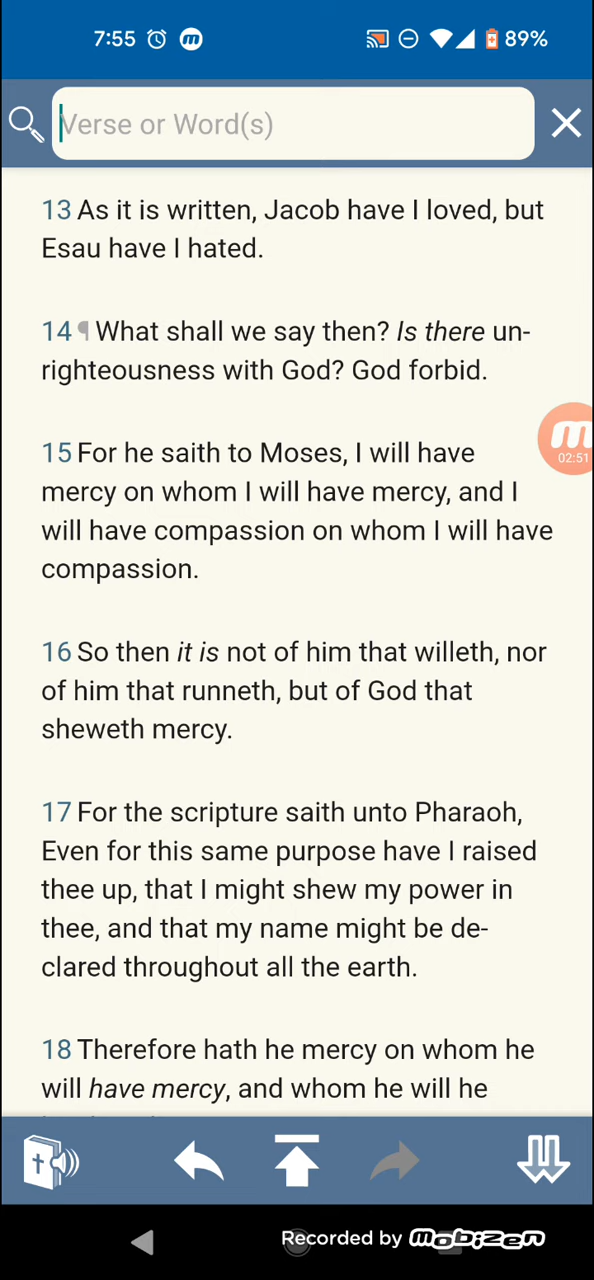 7:55 m 89%
Verse or Word(s)
13 As it is written, Jacob have I loved, but
Esau have I hated.
14 ¶ What shall we say then? Is there un-
righteousness with God? God forbid.
15 For he saith to Moses, I will have
mercy on whom I will have mercy, and I
will have compassion on whom I will have
compassion.
m
02:51
16 So then it is not of him that willeth, nor
of him that runneth, but of God that
sheweth mercy.
17 For the scripture saith unto Pharaoh,
Even for this same purpose have I raised
thee up, that I might shew my power in
thee, and that my name might be de-
clared throughout all the earth.
18 Therefore hath he mercy on whom he
will have mercy, and whom he will he
Recorded by Mobizen